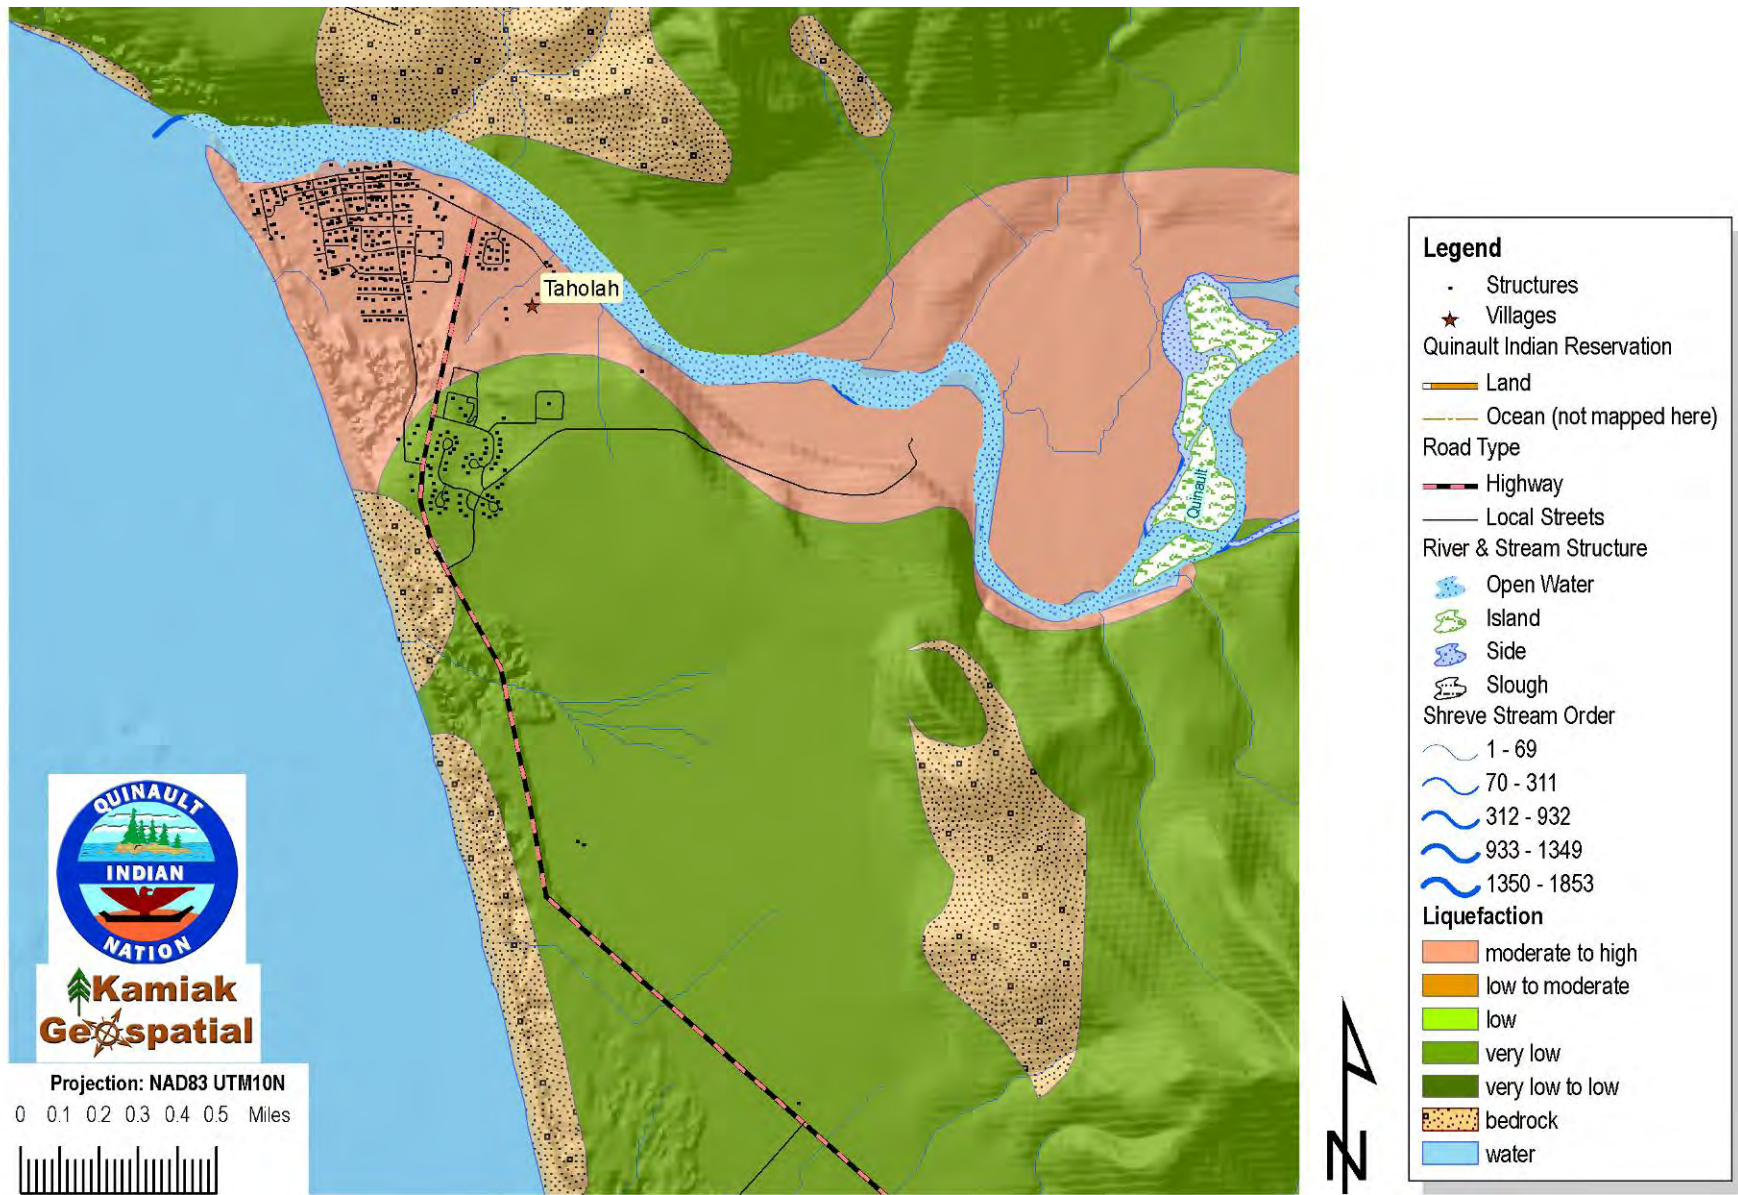 Taholah
Quinault
QUINAULT
INDIAN
NATION
Kamiak
Geospatial
Projection: NAD83 UTM10N
0 0.1 0.2 0.3 0.4 0.5 Miles
N
Legend
Structures
Villages
Quinault Indian Reservation
Land
Ocean (not mapped here)
Road Type
Highway
Local Streets
River & Stream Structure
Open Water
Island
Side
Slough
Shreve Stream Order
1 - 69
70 - 311
312 - 932
933 - 1349
1350 - 1853
Liquefaction
moderate to high
low to moderate
low
very low
very low to low
bedrock
water